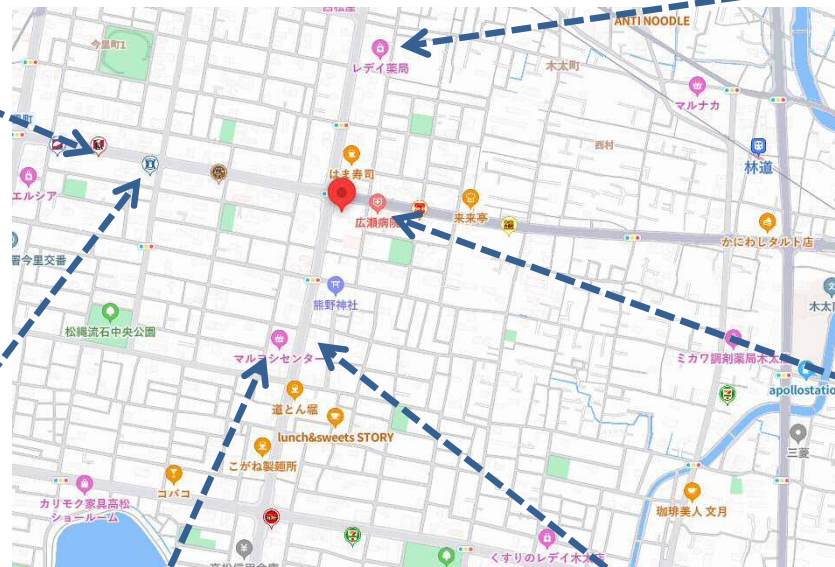 ANTI NOODLE
今里町1
レデイ薬局
木太町
マルナカ
西村
林道
はま寿司
エルシア
広瀬病院
来来亭
かにわしタルト店
署今里交番
熊野神社
松縄流石中央公園
マルヨシセンター
ミカワ調剤薬局木太
apollostatio
道とん堀
lunch&sweets STORY
三菱
こがね製麺所
コバコ
カリモク家具高松
ショールーム
珈琲美人 文月
くすりのレデイ木太店